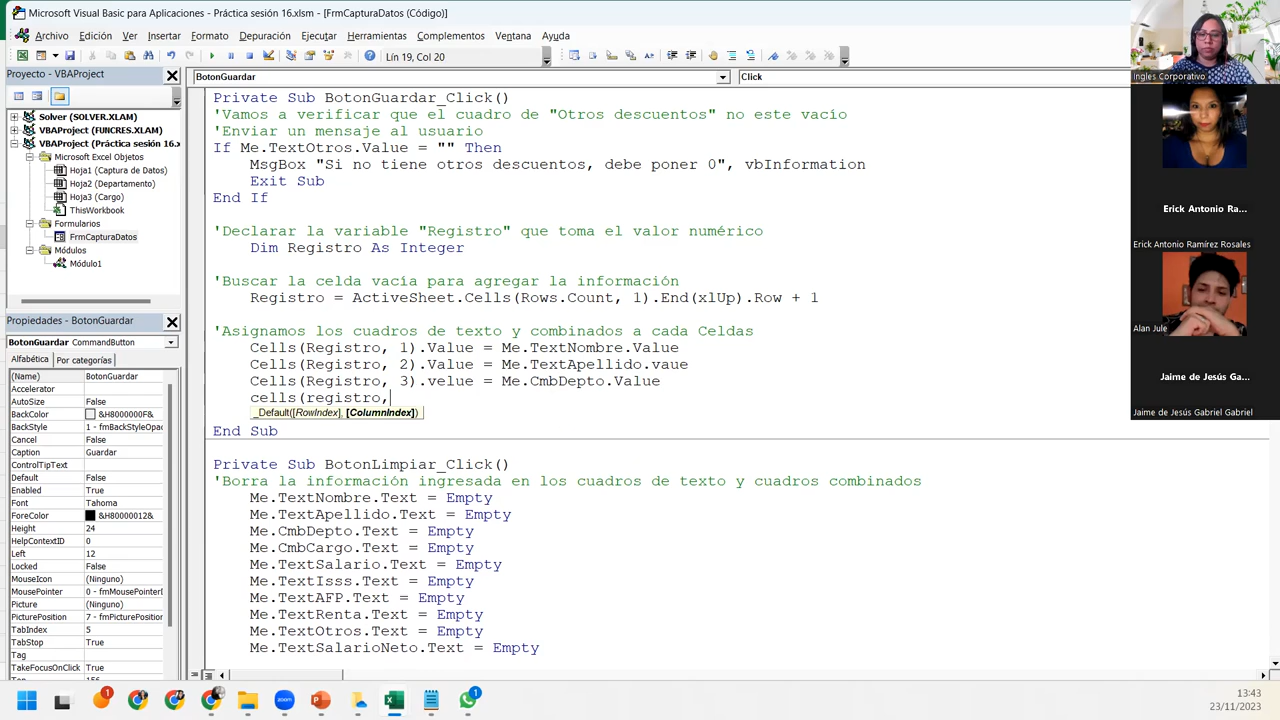 Microsoft Visual Basic para Aplicaciones - Práctica sesión 16.xlsm - [FrmCapturaDatos (Código)]
Archivo Edición Ver Insertar Formato Depuración Ejecutar Herramientas Complementos Ventana Ayuda
Lín 19, Col 20
Proyecto - VBAProject
BotonGuardar
Click
Solver (SOLVER.XLAM)
VBAProject (FUNCRES.XLAM)
VBAProject (Práctica sesión 16.x
Microsoft Excel Objetos
Hoja1 (Captura de Datos)
Hoja2 (Departamento)
Hoja3 (Cargo)
ThisWorkbook
Formularios
FrmCapturaDatos
Módulos
Módulo1
Propiedades - BotonGuardar
BotonGuardar CommandButton
Alfabética Por categorías
(Name) BotonGuardar
Accelerator
AutoSize False
BackColor &H8000000F&
BackStyle 1 - fmBackStyleOpac
Cancel False
Caption Guardar
ControlTipText
Default False
Enabled True
Font Tahoma
ForeColor &H80000012&
Height 24
HelpContextID 0
Left 12
Locked False
MouseIcon (Ninguno)
MousePointer 0 - fmMousePointerD
Picture (Ninguno)
PicturePosition 7 - fmPicturePosition
TabIndex 5
TabStop True
Tag
TakeFocusOnClick True
Private Sub BotonGuardar_Click()
'Vamos a verificar que el cuadro de "Otros descuentos" no este vacío
'Enviar un mensaje al usuario
If Me.TextOtros.Value = "" Then
MsgBox "Si no tiene otros descuentos, debe poner 0", vbInformation
Exit Sub
End If
'Declarar la variable "Registro" que toma el valor numérico
Dim Registro As Integer
'Buscar la celda vacía para agregar la información
Registro = ActiveSheet.Cells(Rows.Count, 1).End(xlUp).Row + 1
'Asignamos los cuadros de texto y combinados a cada Celdas
Cells(Registro, 1).Value = Me.TextNombre.Value
Cells(Registro, 2).Value = Me.TextApellido.vaue
Cells(Registro, 3).velue = Me.CmbDepto.Value
cells(registro,
_Default([RowIndex], [ColumnIndex])
End Sub
Private Sub BotonLimpiar_Click()
'Borra la información ingresada en los cuadros de texto y cuadros combinados
Me.TextNombre.Text = Empty
Me.TextApellido.Text = Empty
Me.CmbDepto.Text = Empty
Me.CmbCargo.Text = Empty
Me.TextSalario.Text = Empty
Me.TextIsss.Text = Empty
Me.TextAFP.Text = Empty
Me.TextRenta.Text = Empty
Me.TextOtros.Text = Empty
Me.TextSalarioNeto.Text = Empty
Ingles Corporativo
Erick Antonio Ra...
Erick Antonio Ramírez Rosales
Alan Jule
Jaime de Jesús Ga...
Jaime de Jesús Gabriel Gabriel
zoom
1
1
13:43
23/11/2023